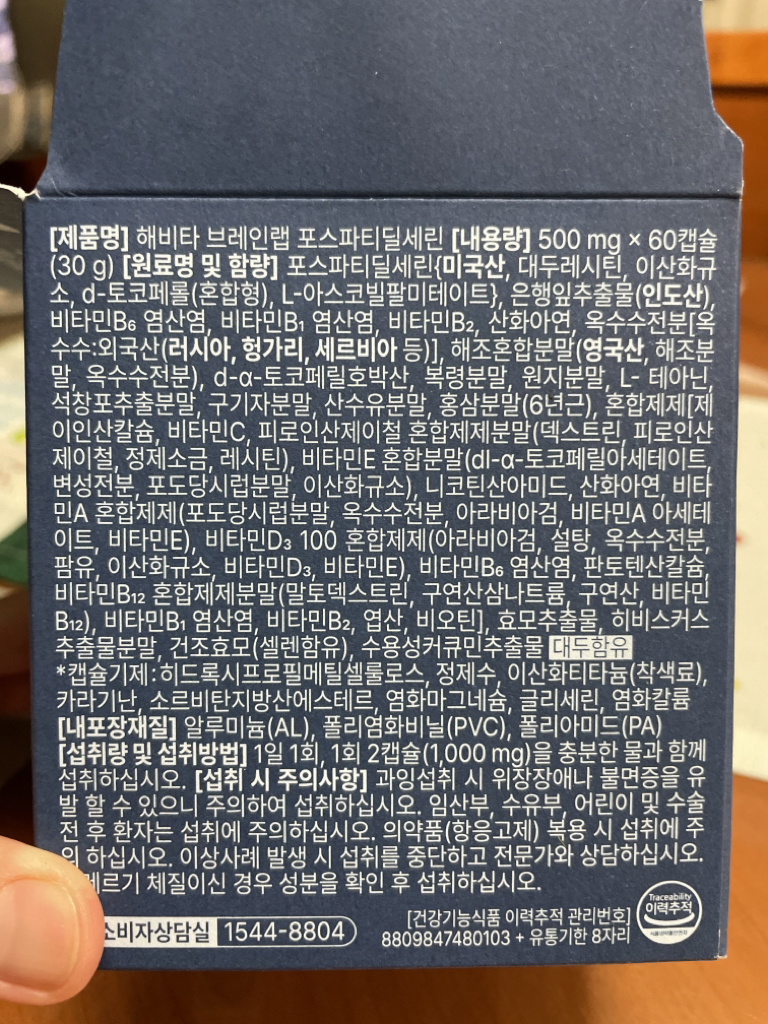 [제품명] 해비타 브레인랩 포스파티딜세린 [내용량] 500 mg × 60캡슐
(30 g) [원료명 및 함량] 포스파티딜세린{미국산, 대두레시틴, 이산화규
소, d-토코페롤(혼합형), L-아스코빌팔미테이트}, 은행잎추출물(인도산),
비타민B₆ 염산염, 비타민B₁ 염산염, 비타민B₂, 산화아연, 옥수수전분[옥
수수:외국산(러시아, 헝가리, 세르비아 등)], 해조혼합분말(영국산, 해조분
말, 옥수수전분), d-α-토코페릴호박산, 복령분말, 원지분말, L- 테아닌,
석창포추출분말, 구기자분말, 산수유분말, 홍삼분말(6년근), 혼합제제[제
이인산칼슘, 비타민C, 피로인산제이철 혼합제제분말(덱스트린, 피로인산
제이철, 정제소금, 레시틴), 비타민E 혼합분말(dl-α-토코페릴아세테이트,
변성전분, 포도당시럽분말, 이산화규소), 니코틴산아미드, 산화아연, 비타
민A 혼합제제(포도당시럽분말, 옥수수전분, 아라비아검, 비타민A 아세테
이트, 비타민E), 비타민D₃ 100 혼합제제(아라비아검, 설탕, 옥수수전분,
팜유, 이산화규소, 비타민D₃, 비타민E), 비타민B₆ 염산염, 판토텐산칼슘,
비타민B₁₂ 혼합제제분말(말토덱스트린, 구연산삼나트륨, 구연산, 비타민
B₁₂), 비타민B₁ 염산염, 비타민B₂, 엽산, 비오틴], 효모추출물, 히비스커스
추출물분말, 건조효모(셀렌함유), 수용성커큐민추출물 대두함유
*캡슐기제:히드록시프로필메틸셀룰로스, 정제수, 이산화티타늄(착색료),
카라기난, 소르비탄지방산에스테르, 염화마그네슘, 글리세린, 염화칼륨
[내포장재질] 알루미늄(AL), 폴리염화비닐(PVC), 폴리아미드(PA)
[섭취량 및 섭취방법] 1일 1회, 1회 2캡슐(1,000 mg)을 충분한 물과 함께
섭취하십시오. [섭취 시 주의사항] 과잉섭취 시 위장장애나 불면증을 유
발 할 수 있으니 주의하여 섭취하십시오. 임산부, 수유부, 어린이 및 수술
전 후 환자는 섭취에 주의하십시오. 의약품(항응고제) 복용 시 섭취에 주
의 하십시오. 이상사례 발생 시 섭취를 중단하고 전문가와 상담하십시오.
레르기 체질이신 경우 성분을 확인 후 섭취하십시오.
소비자상담실 1544-8804
[건강기능식품 이력추적 관리번호]
8809847480103 + 유통기한 8자리
Traceability
이력추적